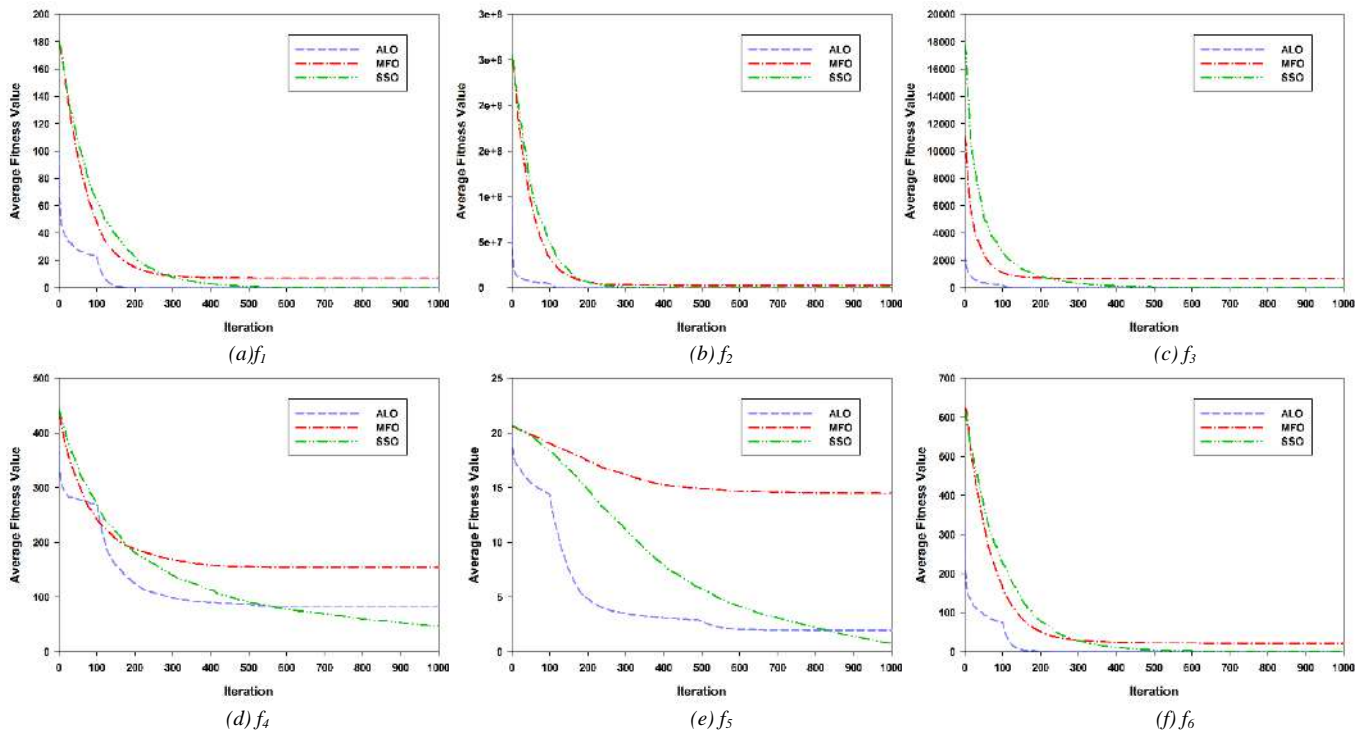 200
180
160
140
120
100
80
60
40
20
0
Average Fitness Value
ALO
MFO
SSO
0 100 200 300 400 500 600 700 800 900 1000
Iteration
(a)f1
3e+8
3e+8
2e+8
2e+8
1e+8
5e+7
0
Average Fitness Value
ALO
MFO
SSO
0 100 200 300 400 500 600 700 800 900 1000
Iteration
(b) f2
20000
18000
16000
14000
12000
10000
8000
6000
4000
2000
0
Average Fitness Value
ALO
MFO
SSO
0 100 200 300 400 500 600 700 800 900 1000
Iteration
(c) f3
500
400
300
200
100
0
Average Fitness Value
ALO
MFO
SSO
0 100 200 300 400 500 600 700 800 900 1000
Iteration
(d) f4
25
20
15
10
5
0
Average Fitness Value
ALO
MFO
SSO
0 100 200 300 400 500 600 700 800 900 1000
Iteration
(e) f5
700
600
500
400
300
200
100
0
Average Fitness Value
ALO
MFO
SSO
0 100 200 300 400 500 600 700 800 900 1000
Iteration
(f) f6